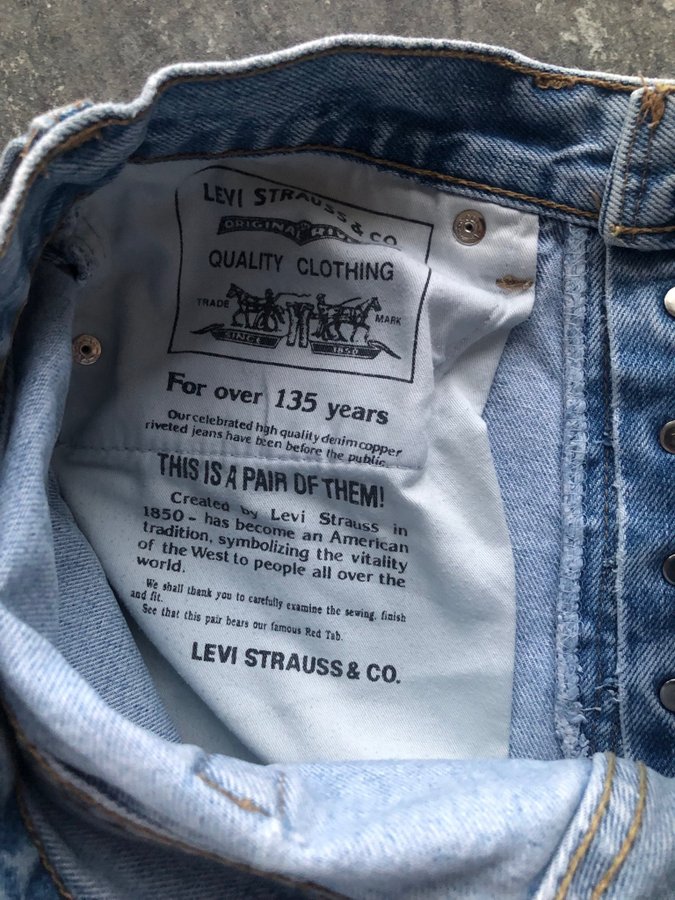 LEVI STRAUSS & CO
ORIGINAL
QUALITY CLOTHING
TRADE MARK
SINCE 1850
For over 135 years
Our celebrated high quality denim copper
riveted jeans have been before the public
THIS IS A PAIR OF THEM!
Created by Levi Strauss in
1850 - has become an American
tradition, symbolizing the vitality
of the West to people all over the
world.
We shall thank you to carefully examine the sewing, finish
and fit.
See that this pair bears our famous Red Tab.
LEVI STRAUSS & CO.